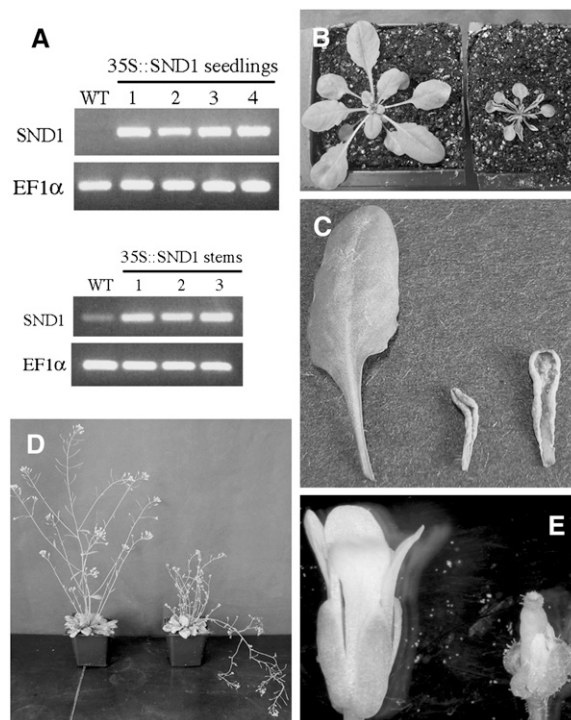 A
35S::SND1 seedlings
WT 1 2 3 4
SND1
EF1α
35S::SND1 stems
WT 1 2 3
SND1
EF1α
B
C
D
E